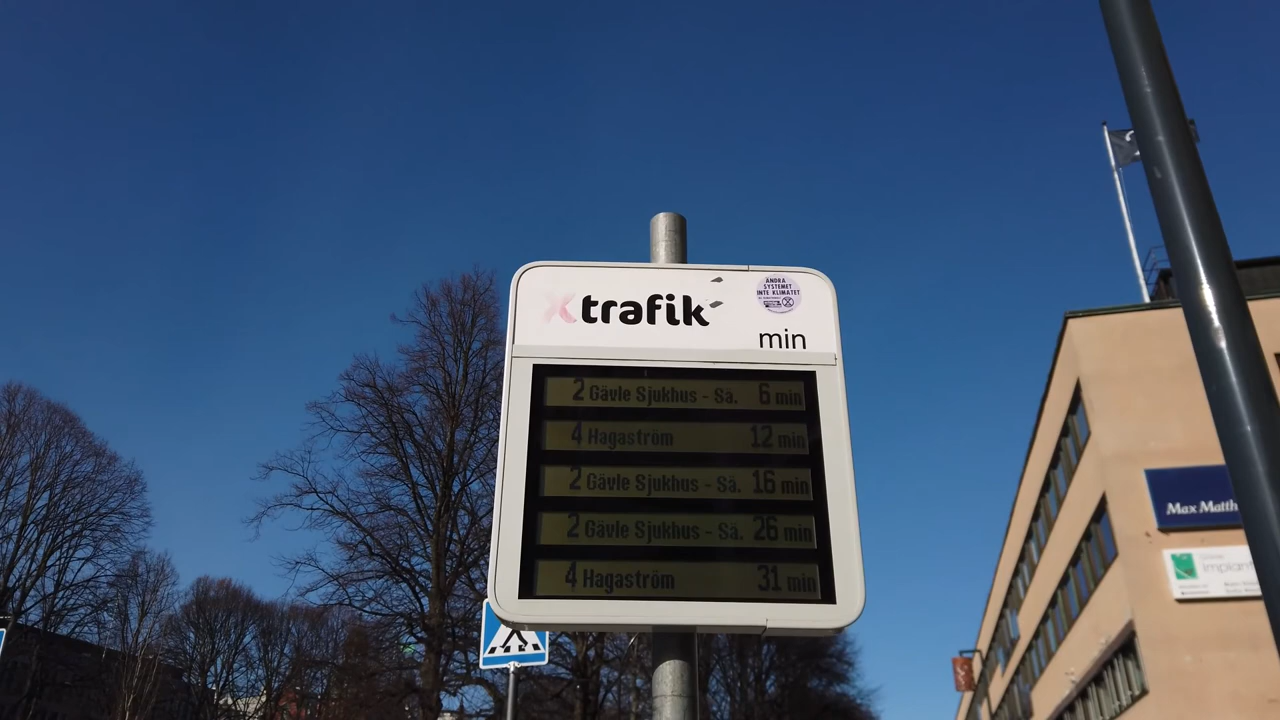 Xtrafik
ÄNDRA
SYSTEMET
INTE KLIMATET
min
2 Gävle Sjukhus - Sä. 6 min
4 Hagaström 12 min
2 Gävle Sjukhus - Sä. 16 min
2 Gävle Sjukhus - Sä. 26 min
4 Hagaström 31 min
Max Matth
implant